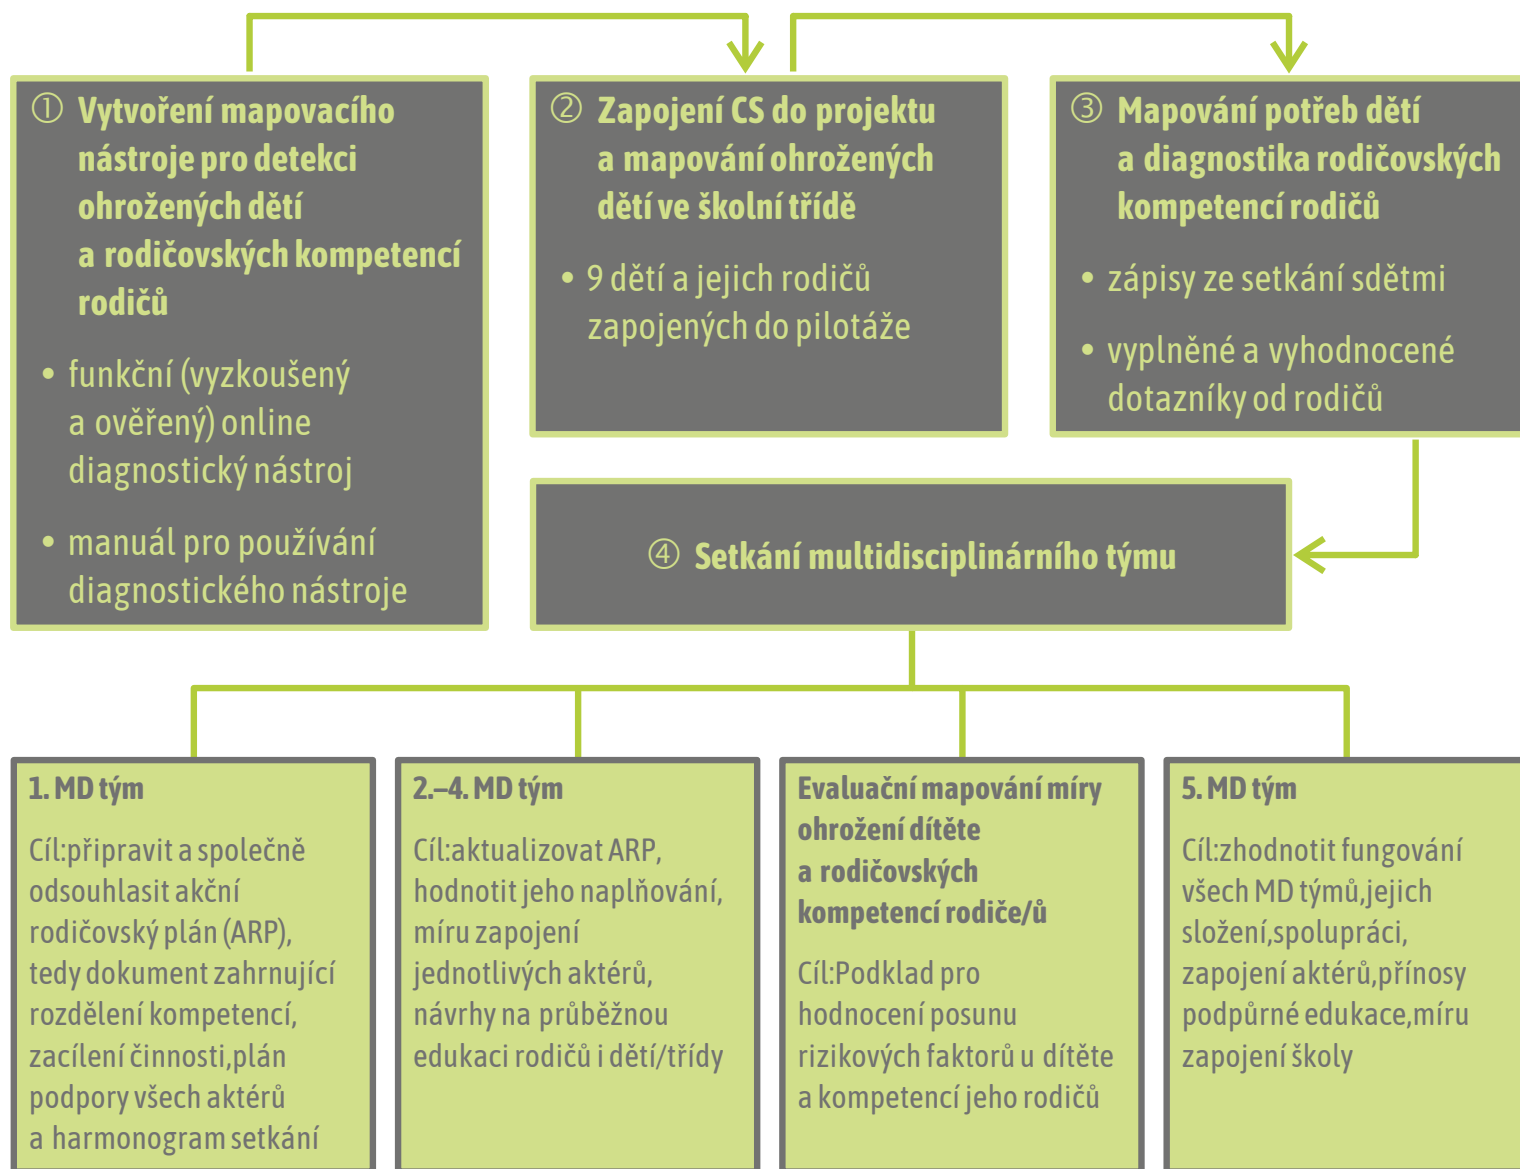 ① Vytvoření mapovacího
nástroje pro detekci
ohrožených dětí
a rodičovských kompetencí
rodičů
• funkční (vyzkoušený
a ověřený) online
diagnostický nástroj
• manuál pro používání
diagnostického nástroje
② Zapojení CS do projektu
a mapování ohrožených
dětí ve školní třídě
• 9 dětí a jejich rodičů
zapojených do pilotáže
③ Mapování potřeb dětí
a diagnostika rodičovských
kompetencí rodičů
• zápisy ze setkání sdětmi
• vyplněné a vyhodnocené
dotazníky od rodičů
④ Setkání multidisciplinárního týmu
1. MD tým
Cíl:připravit a společně
odsouhlasit akční
rodičovský plán (ARP),
tedy dokument zahrnující
rozdělení kompetencí,
zacílení činnosti,plán
podpory všech aktérů
a harmonogram setkání
2.–4. MD tým
Cíl:aktualizovat ARP,
hodnotit jeho naplňování,
míru zapojení
jednotlivých aktérů,
návrhy na průběžnou
edukaci rodičů i dětí/třídy
Evaluační mapování míry
ohrožení dítěte
a rodičovských
kompetencí rodiče/ů
Cíl:Podklad pro
hodnocení posunu
rizikových faktorů u dítěte
a kompetencí jeho rodičů
5. MD tým
Cíl:zhodnotit fungování
všech MD týmů,jejich
složení,spolupráci,
zapojení aktérů,přínosy
podpůrné edukace,míru
zapojení školy